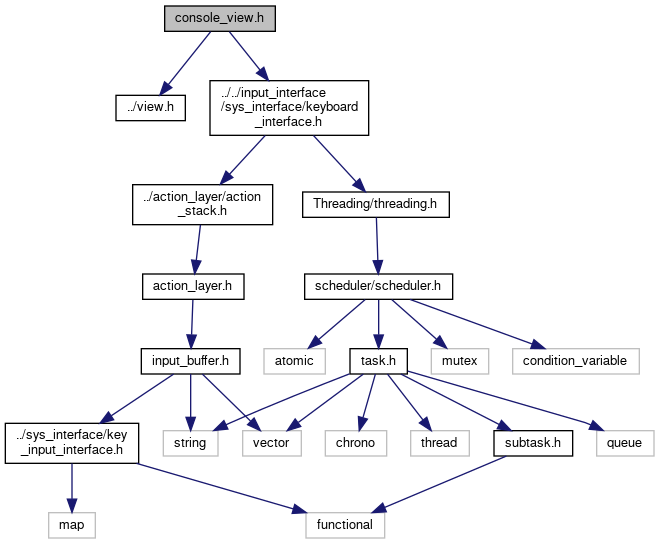 console_view.h
../view.h
../../input_interface
/sys_interface/keyboard
_interface.h
../action_layer/action
_stack.h
Threading/threading.h
action_layer.h
scheduler/scheduler.h
input_buffer.h
atomic
task.h
mutex
condition_variable
../sys_interface/key
_input_interface.h
string
vector
chrono
thread
subtask.h
queue
map
functional